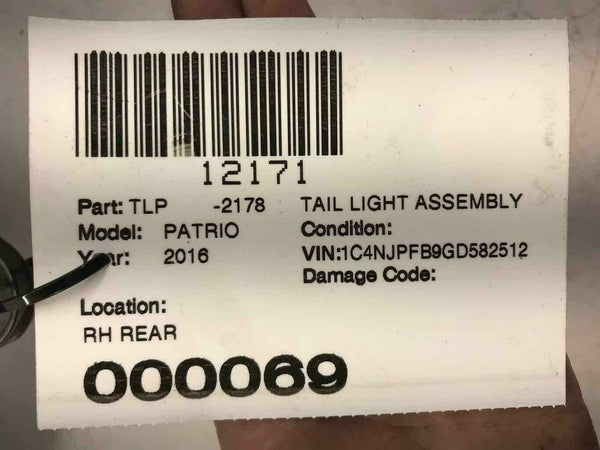 12171
Part: TLP -2178 TAIL LIGHT ASSEMBLY
Model: PATRIO Condition:
Year: 2016 VIN:1C4NJPFB9GD582512
Damage Code:
Location:
RH REAR
000069